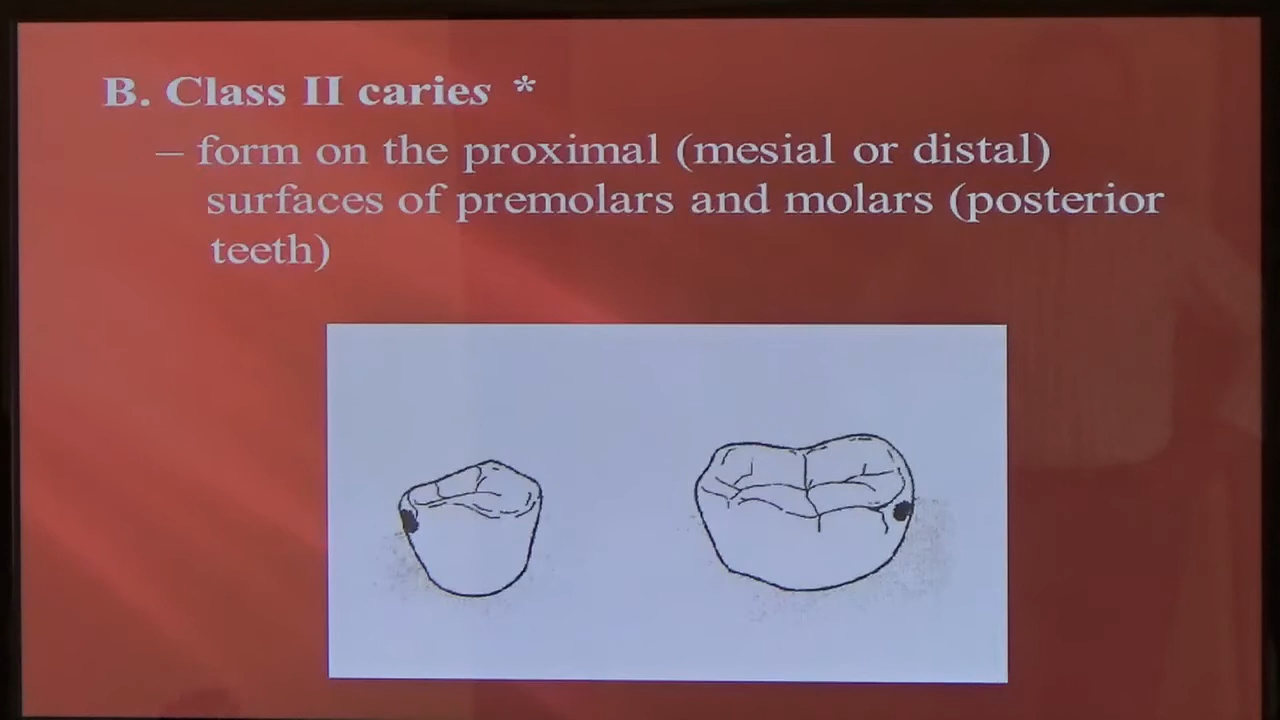 B. Class II caries *
– form on the proximal (mesial or distal)
surfaces of premolars and molars (posterior
teeth)